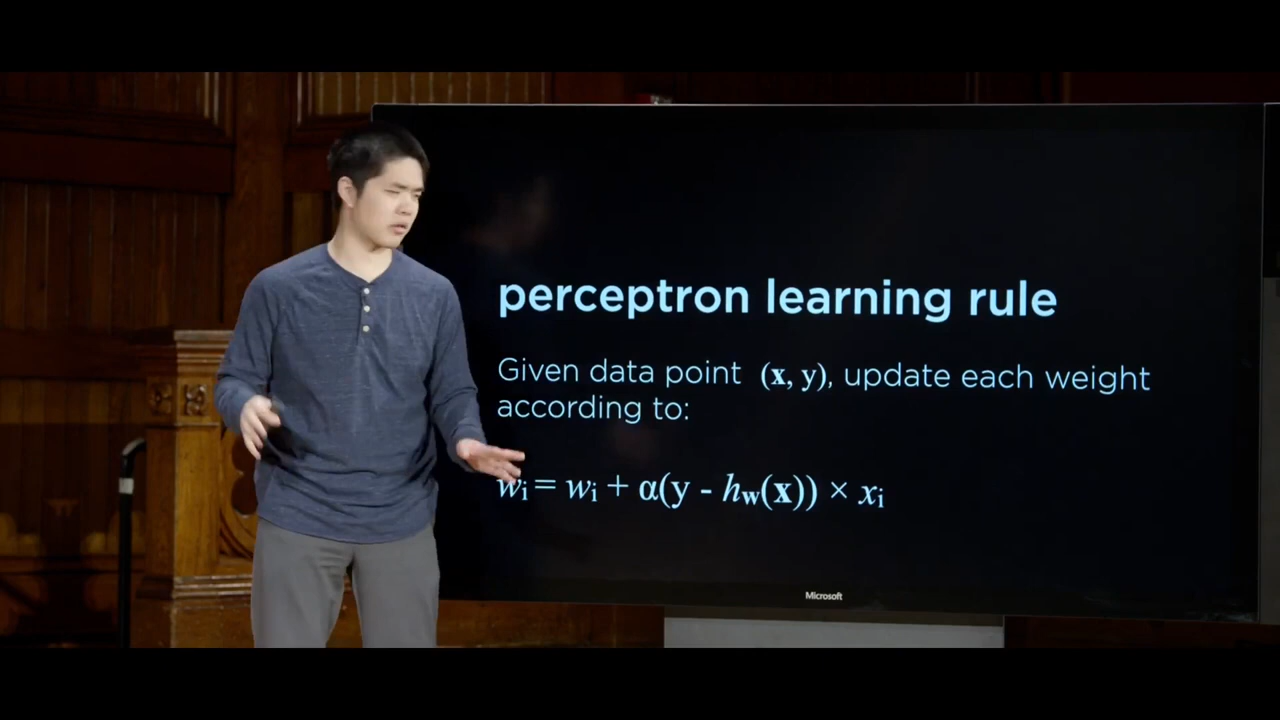 perceptron learning rule
Given data point (x, y), update each weight
according to:
wi = wi + α(y - hw(x)) × xi
Microsoft